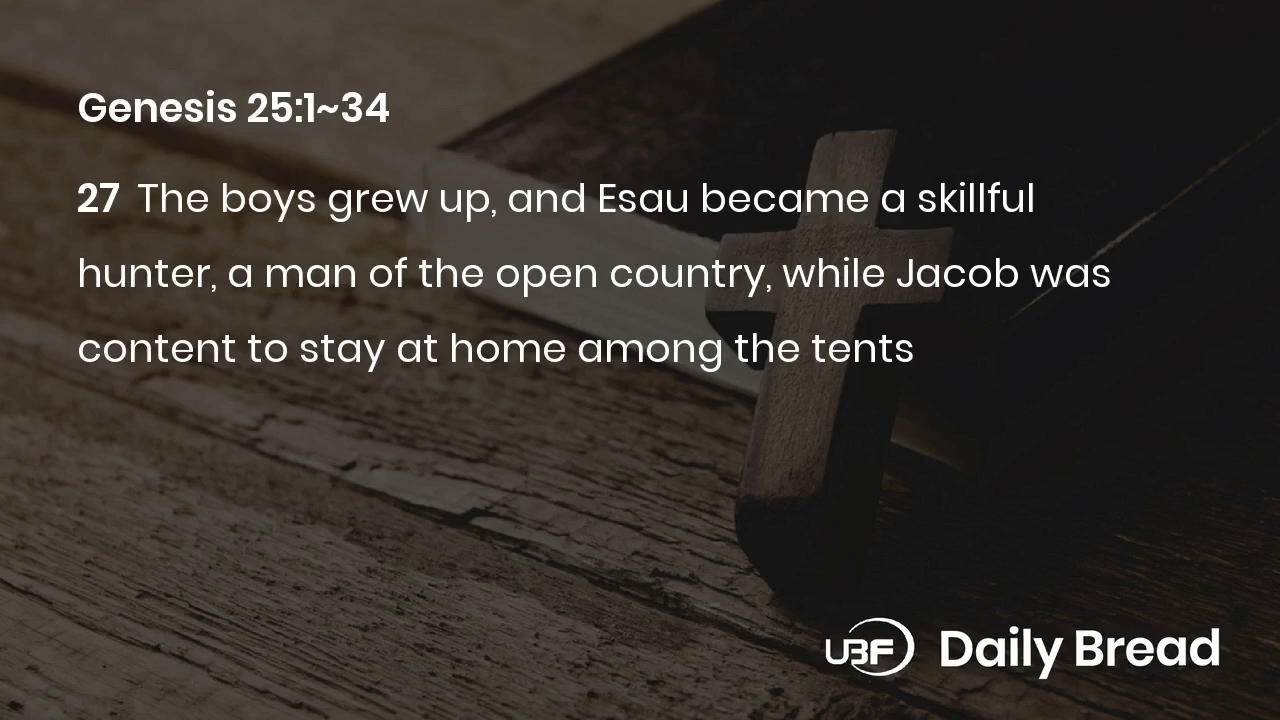 Genesis 25:1~34
27 The boys grew up, and Esau became a skillful
hunter, a man of the open country, while Jacob was
content to stay at home among the tents
UBF Daily Bread